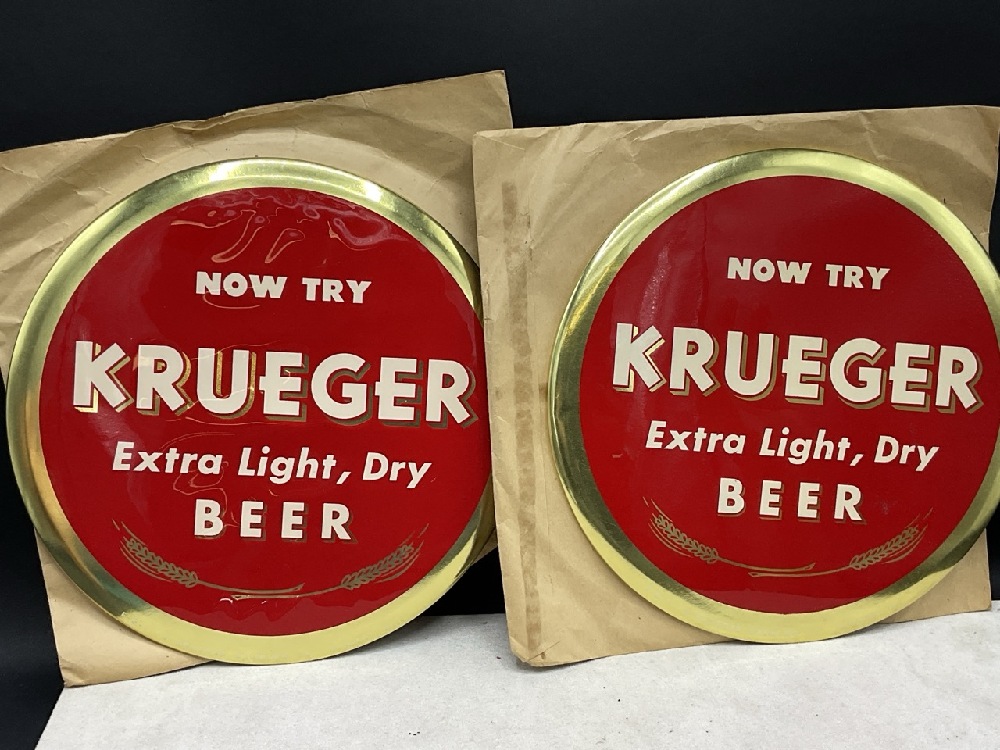 NOW TRY
KRUEGER
Extra Light, Dry
BEER
NOW TRY
KRUEGER
Extra Light, Dry
BEER